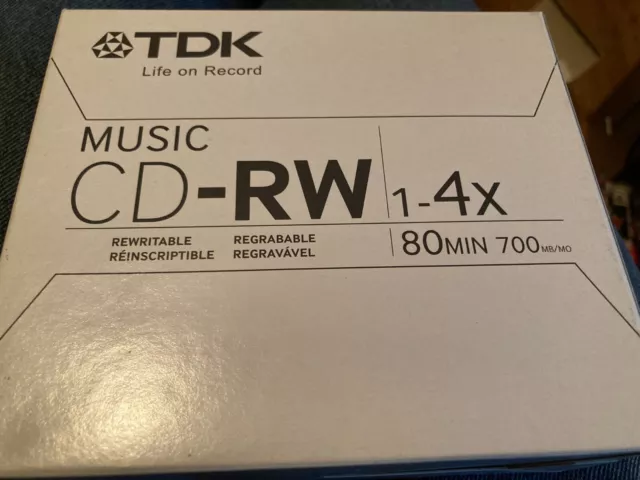 TDK
Life on Record
MUSIC
CD-RW
1-4x
REWRITABLE REGRABABLE
RÉINSCRIPTIBLE REGRAVÁVEL
80MIN 700MB/MO